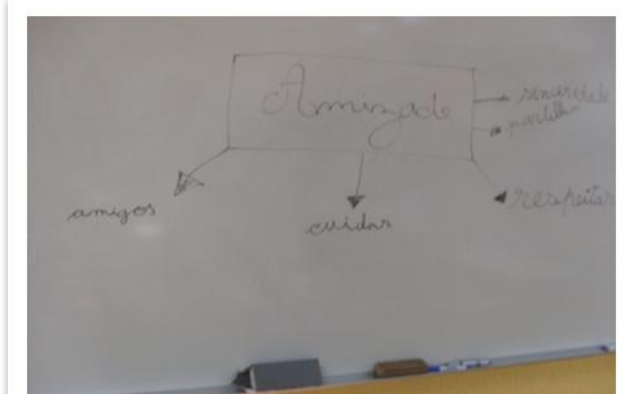 Amizade
sinceridade
partilha
amigos
cuidar
respeitar